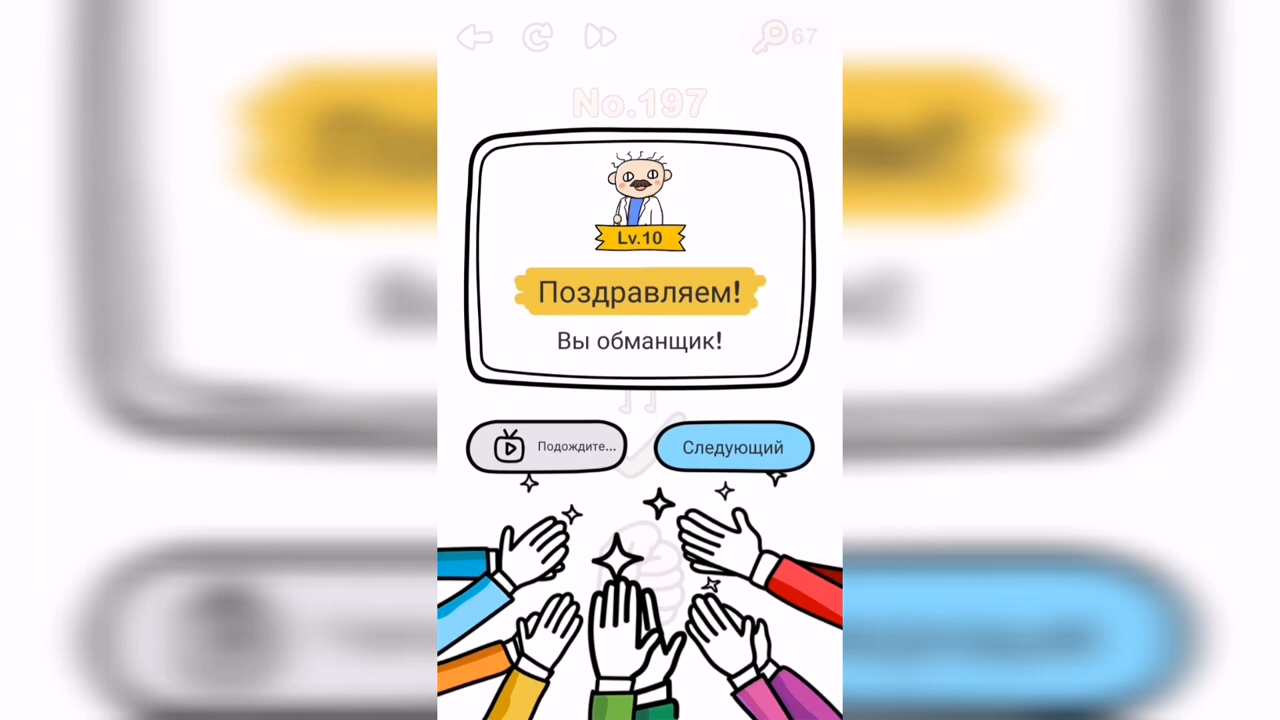 67
No.197
Lv.10
Поздравляем!
Вы обманщик!
Подождите...
Следующий